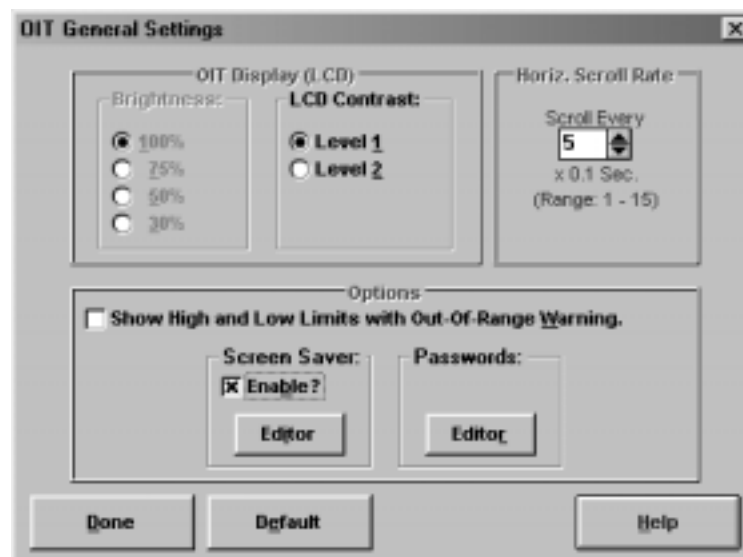 OIT General Settings
OIT Display (LCD)
Brightness:
100%
75%
50%
30%
LCD Contrast:
Level 1
Level 2
Horiz. Scroll Rate
Scroll Every
5
x 0.1 Sec.
(Range: 1 - 15)
Options
Show High and Low Limits with Out-Of-Range Warning.
Screen Saver:
Enable?
Editor
Passwords:
Editor
Done
Default
Help